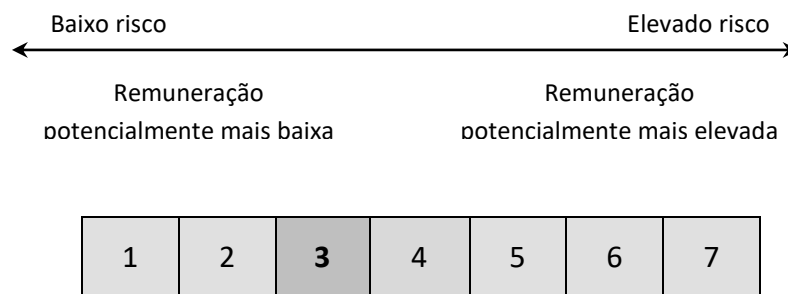 Baixo risco Elevado risco
Remuneração Remuneração
potencialmente mais baixa potencialmente mais elevada
1 2 3 4 5 6 7